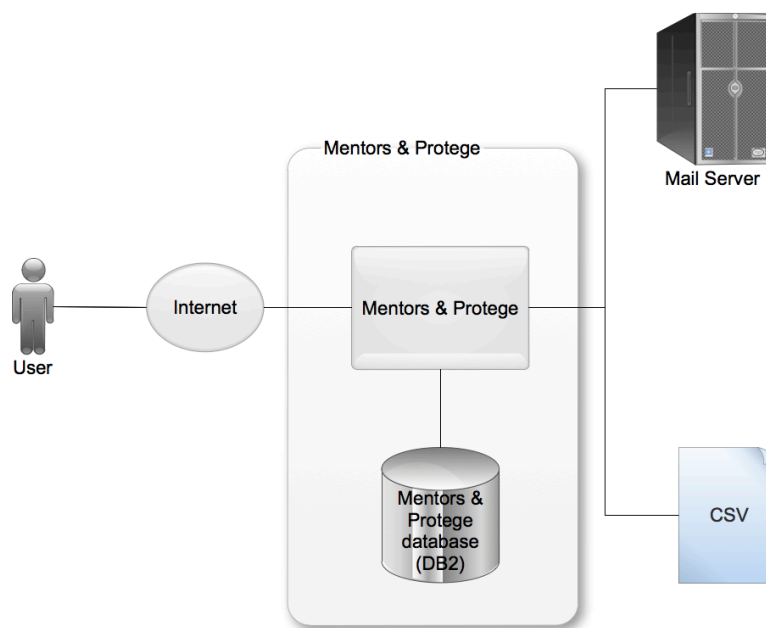 Mentors & Protege
Mail Server
User
Internet
Mentors & Protege
Mentors &
Protege
database
(DB2)
CSV